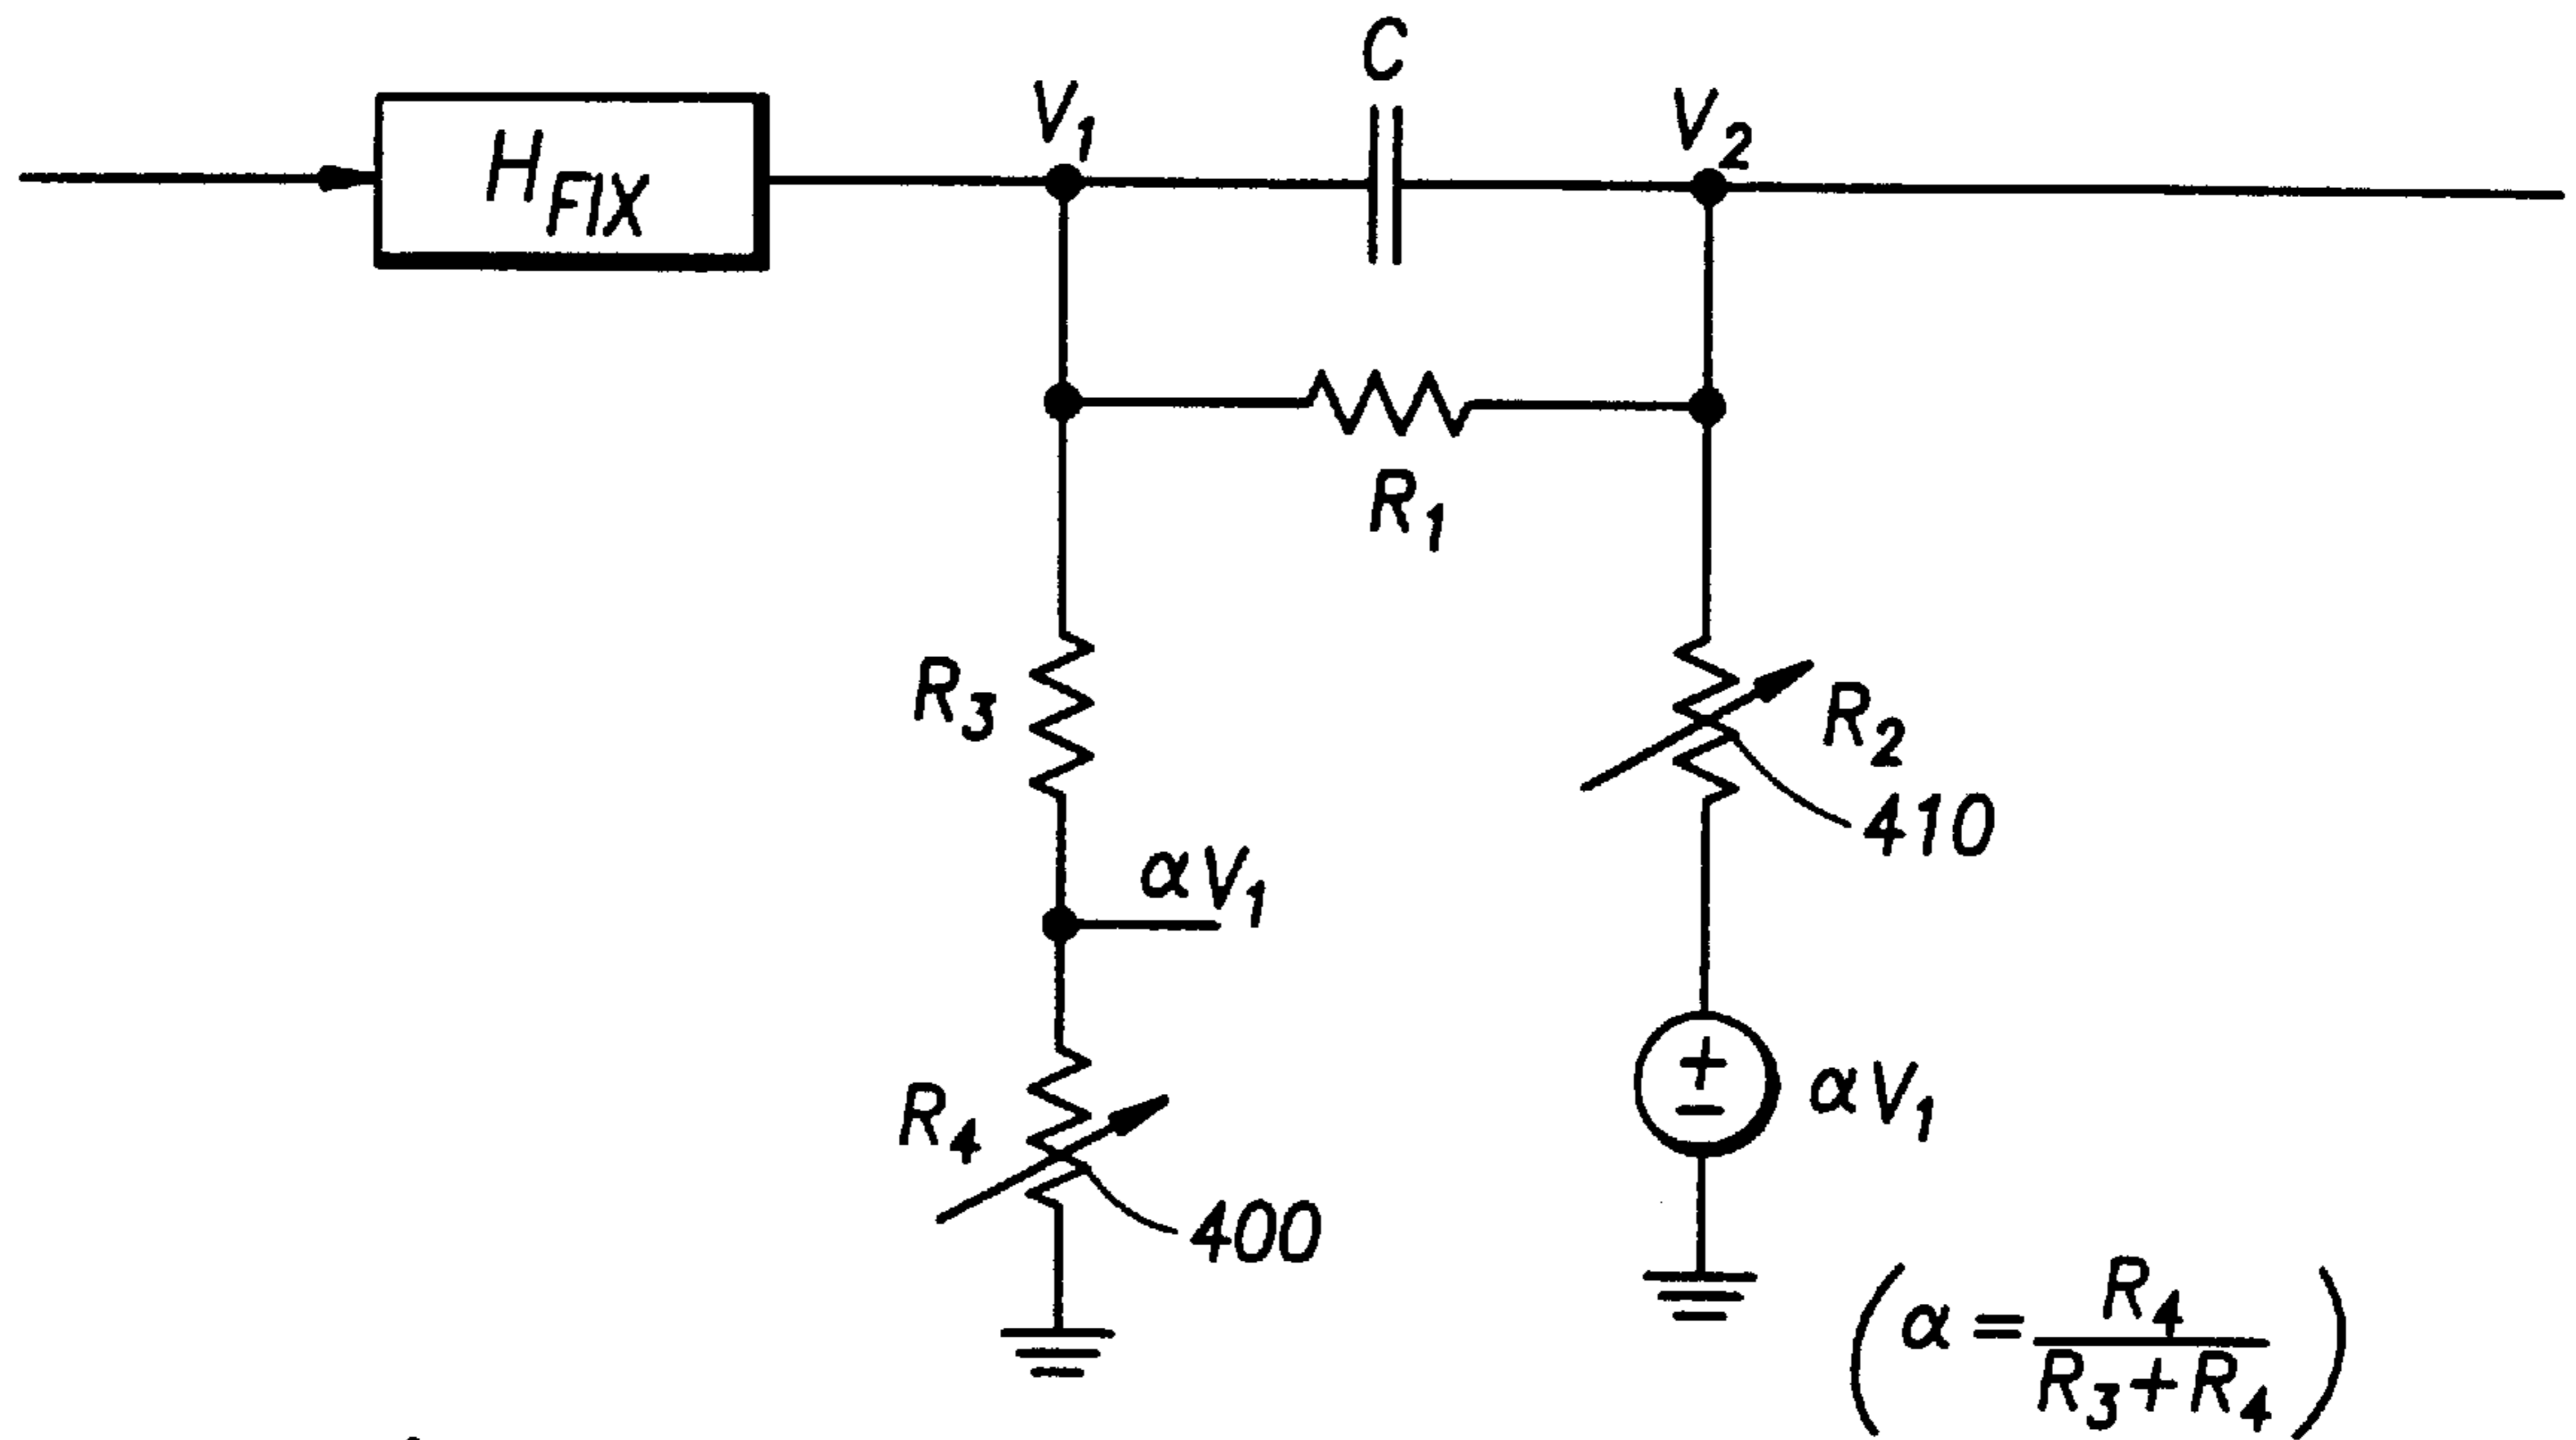 C
V1
V2
HFIX
R1
R3
R2
410
αV1
R4
+
−
αV1
400
(α = R4 / (R3 + R4))